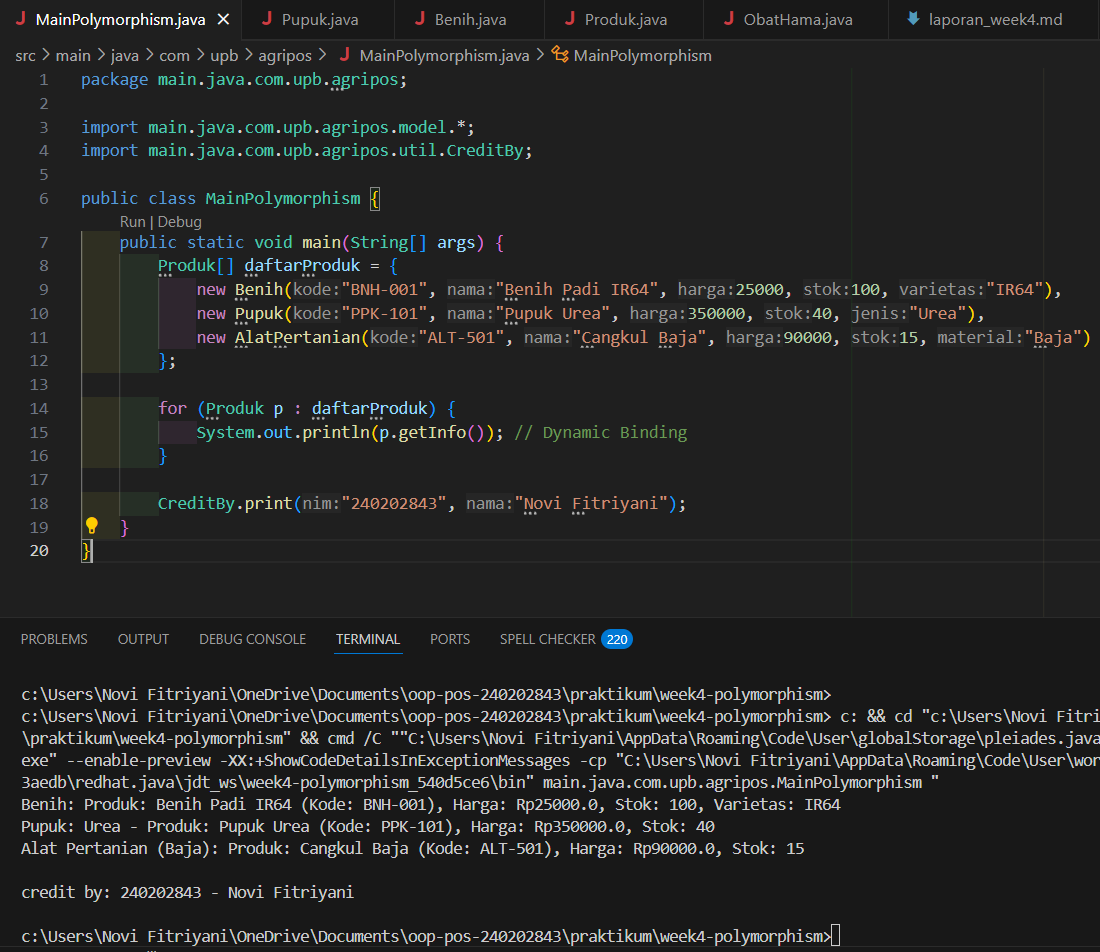 MainPolymorphism.java Pupuk.java Benih.java Produk.java ObatHama.java laporan_week4.md
src > main > java > com > upb > agripos > MainPolymorphism.java > MainPolymorphism
1 package main.java.com.upb.agripos;
2
3 import main.java.com.upb.agripos.model.*;
4 import main.java.com.upb.agripos.util.CreditBy;
5
6 public class MainPolymorphism {
Run | Debug
7 public static void main(String[] args) {
8 Produk[] daftarProduk = {
9 new Benih(kode:"BNH-001", nama:"Benih Padi IR64", harga:25000, stok:100, varietas:"IR64"),
10 new Pupuk(kode:"PPK-101", nama:"Pupuk Urea", harga:350000, stok:40, jenis:"Urea"),
11 new AlatPertanian(kode:"ALT-501", nama:"Cangkul Baja", harga:90000, stok:15, material:"Baja")
12 };
13
14 for (Produk p : daftarProduk) {
15 System.out.println(p.getInfo()); // Dynamic Binding
16 }
17
18 CreditBy.print(nim:"240202843", nama:"Novi Fitriyani");
19 }
20 }
PROBLEMS OUTPUT DEBUG CONSOLE TERMINAL PORTS SPELL CHECKER 220
c:\Users\Novi Fitriyani\OneDrive\Documents\oop-pos-240202843\praktikum\week4-polymorphism>
c:\Users\Novi Fitriyani\OneDrive\Documents\oop-pos-240202843\praktikum\week4-polymorphism> c: && cd "c:\Users\Novi Fitri
\praktikum\week4-polymorphism" && cmd /C ""C:\Users\Novi Fitriyani\AppData\Roaming\Code\User\globalStorage\pleiades.java
exe" --enable-preview -XX:+ShowCodeDetailsInExceptionMessages -cp "C:\Users\Novi Fitriyani\AppData\Roaming\Code\User\wor
3aedb\redhat.java\jdt_ws\week4-polymorphism_540d5ce6\bin" main.java.com.upb.agripos.MainPolymorphism "
Benih: Produk: Benih Padi IR64 (Kode: BNH-001), Harga: Rp25000.0, Stok: 100, Varietas: IR64
Pupuk: Urea - Produk: Pupuk Urea (Kode: PPK-101), Harga: Rp350000.0, Stok: 40
Alat Pertanian (Baja): Produk: Cangkul Baja (Kode: ALT-501), Harga: Rp90000.0, Stok: 15
credit by: 240202843 - Novi Fitriyani
c:\Users\Novi Fitriyani\OneDrive\Documents\oop-pos-240202843\praktikum\week4-polymorphism>